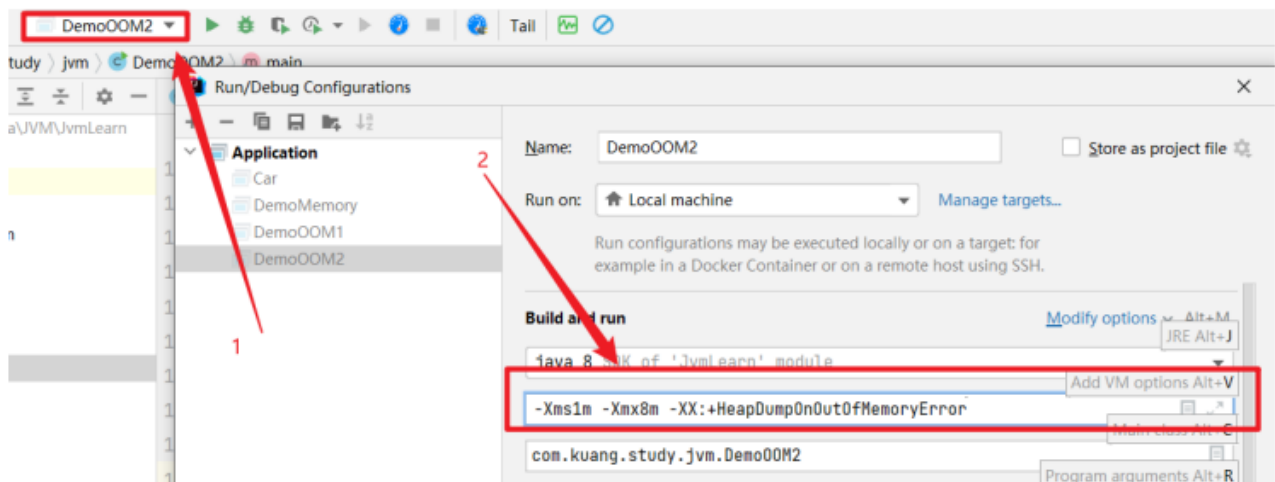 DemoOOM2
Tail
tudy 〉 jvm 〉 DemoOOM2 〉 main
Run/Debug Configurations
a\JVM\JvmLearn
Application
Car
DemoMemory
DemoOOM1
DemoOOM2
1
2
Name: DemoOOM2
Store as project file
Run on: Local machine
Manage targets...
Run configurations may be executed locally or on a target: for
example in a Docker Container or on a remote host using SSH.
Build and run
Modify options Alt+M
JRE Alt+J
java 8 SDK of 'JvmLearn' module
Add VM options Alt+V
-Xms1m -Xmx8m -XX:+HeapDumpOnOutOfMemoryError
Main class Alt+C
com.kuang.study.jvm.DemoOOM2
Program arguments Alt+R